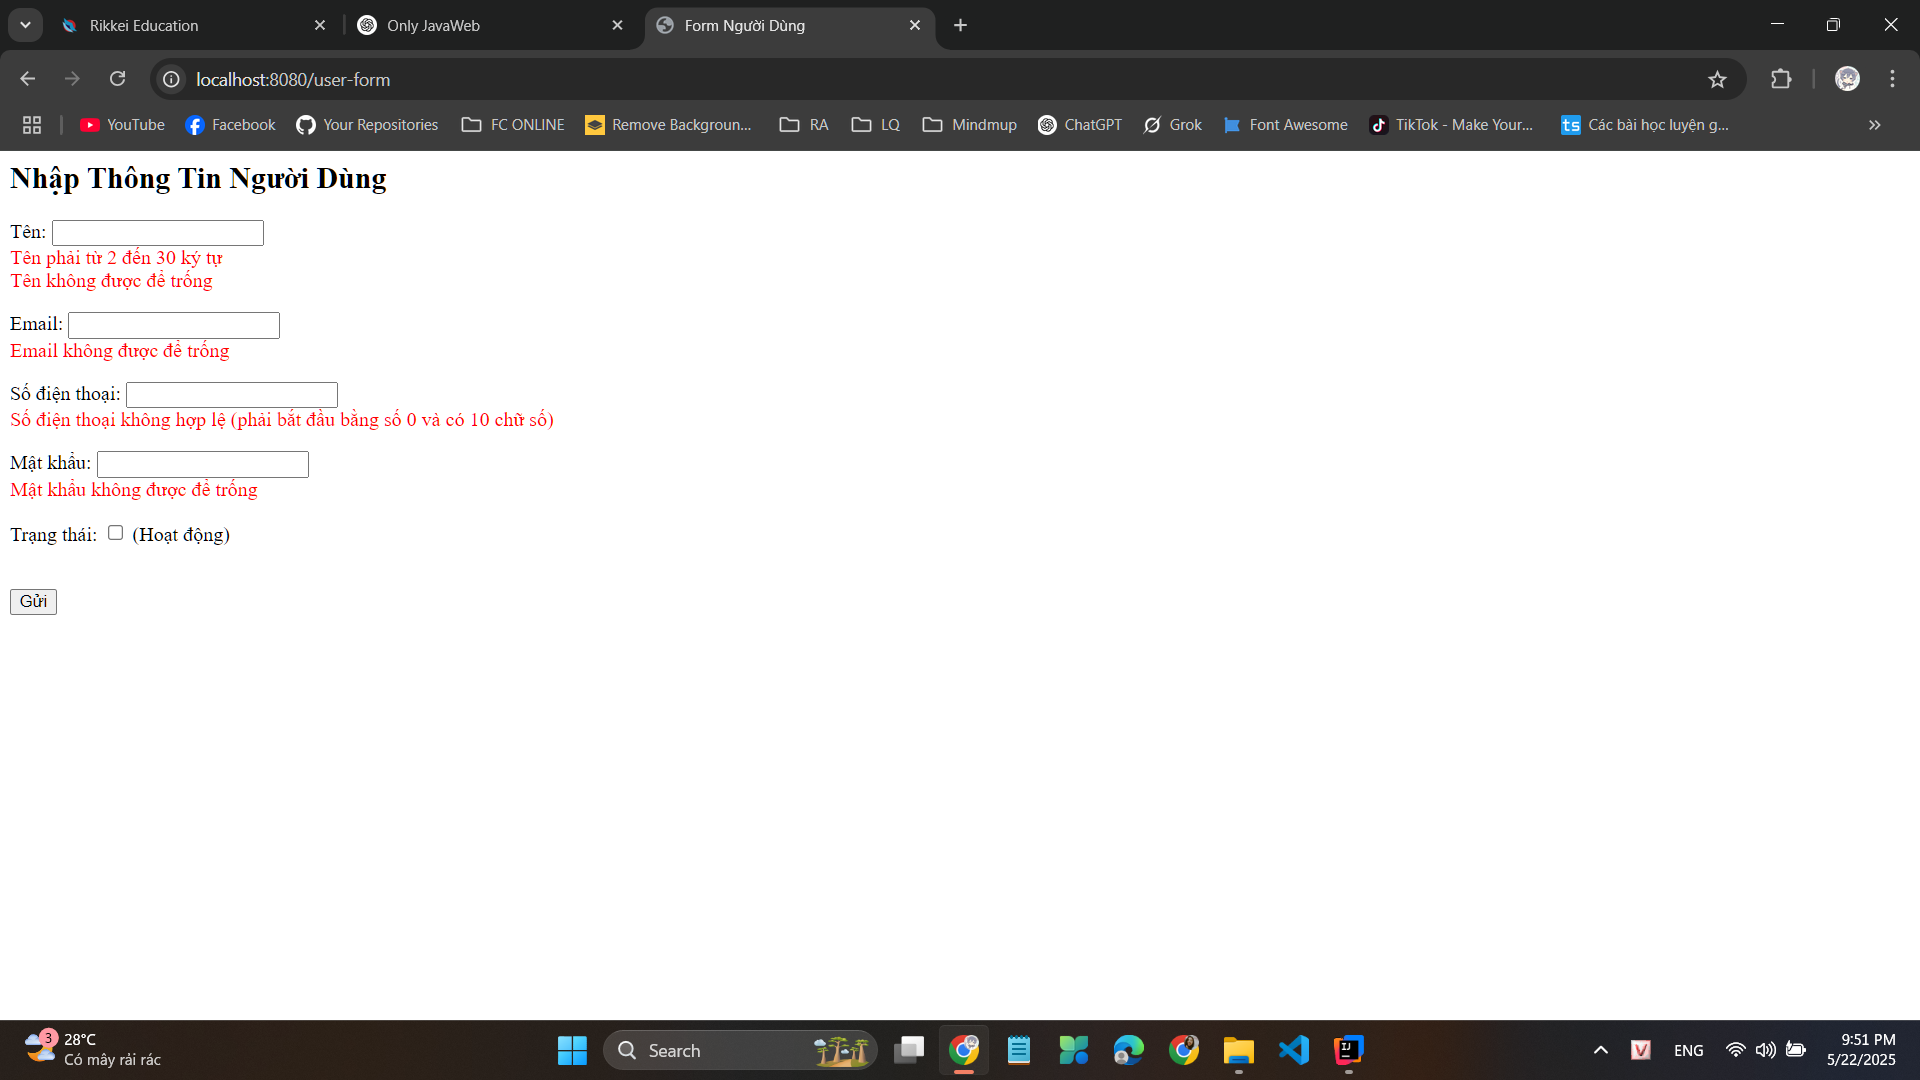 Rikkei Education
Only JavaWeb
Form Người Dùng
localhost:8080/user-form
YouTube
Facebook
Your Repositories
FC ONLINE
Remove Backgroun...
RA
LQ
Mindmup
ChatGPT
Grok
Font Awesome
TikTok - Make Your...
ts
Các bài học luyện g...
Nhập Thông Tin Người Dùng
Tên:
Tên phải từ 2 đến 30 ký tự
Tên không được để trống
Email:
Email không được để trống
Số điện thoại:
Số điện thoại không hợp lệ (phải bắt đầu bằng số 0 và có 10 chữ số)
Mật khẩu:
Mật khẩu không được để trống
Trạng thái: (Hoạt động)
Gửi
3
28°C
Có mây rải rác
Search
IJ
V
ENG
9:51 PM
5/22/2025